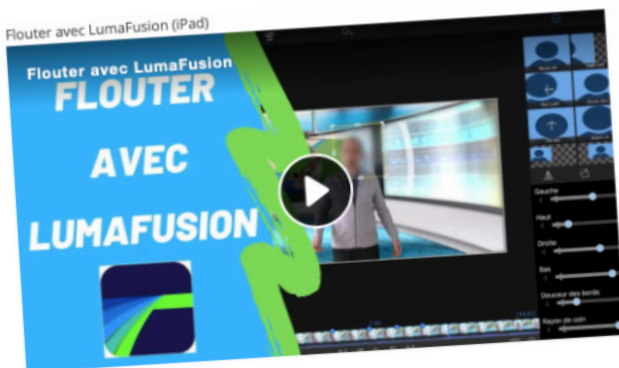 Flouter avec LumaFusion (iPad)
Flouter avec LumaFusion
FLOUTER
AVEC
LUMAFUSION
Gauche
Haut
Droite
Bas
Douceur des bords
Rayon de coin